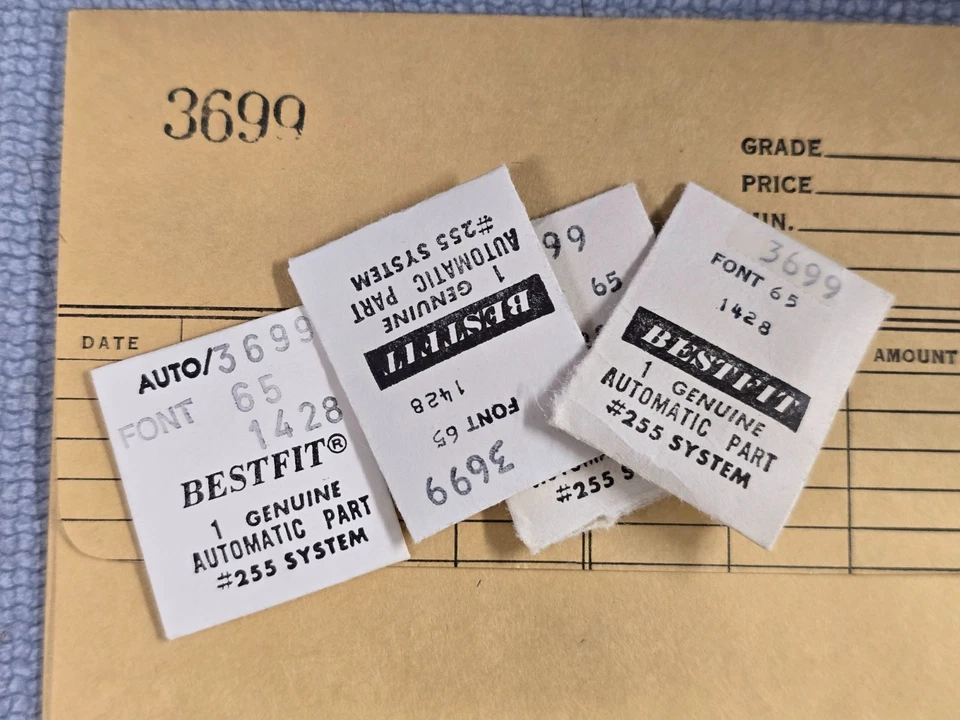 3699
GRADE
PRICE
IN.
DATE
AMOUNT
AUTO/3699
FONT 65
1428
BESTFIT®
1 GENUINE
AUTOMATIC PART
#255 SYSTEM
3699
FONT 65
1428
BESTFIT
1 GENUINE
AUTOMATIC PART
#255 SYSTEM
99
65
#255 S
3699
FONT 65
1428
BESTFIT
1 GENUINE
AUTOMATIC PART
#255 SYSTEM